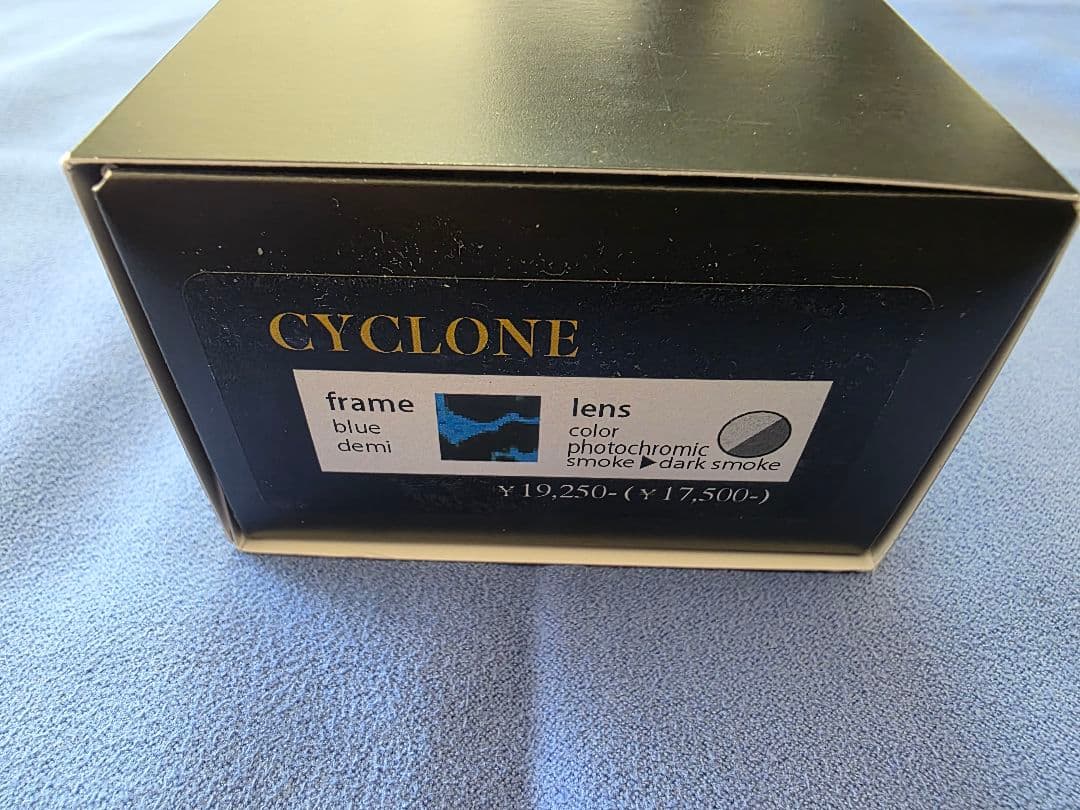 CYCLONE
frame
blue
demi
lens
color
photochromic
smoke▶dark smoke
¥19,250-(¥17,500-)